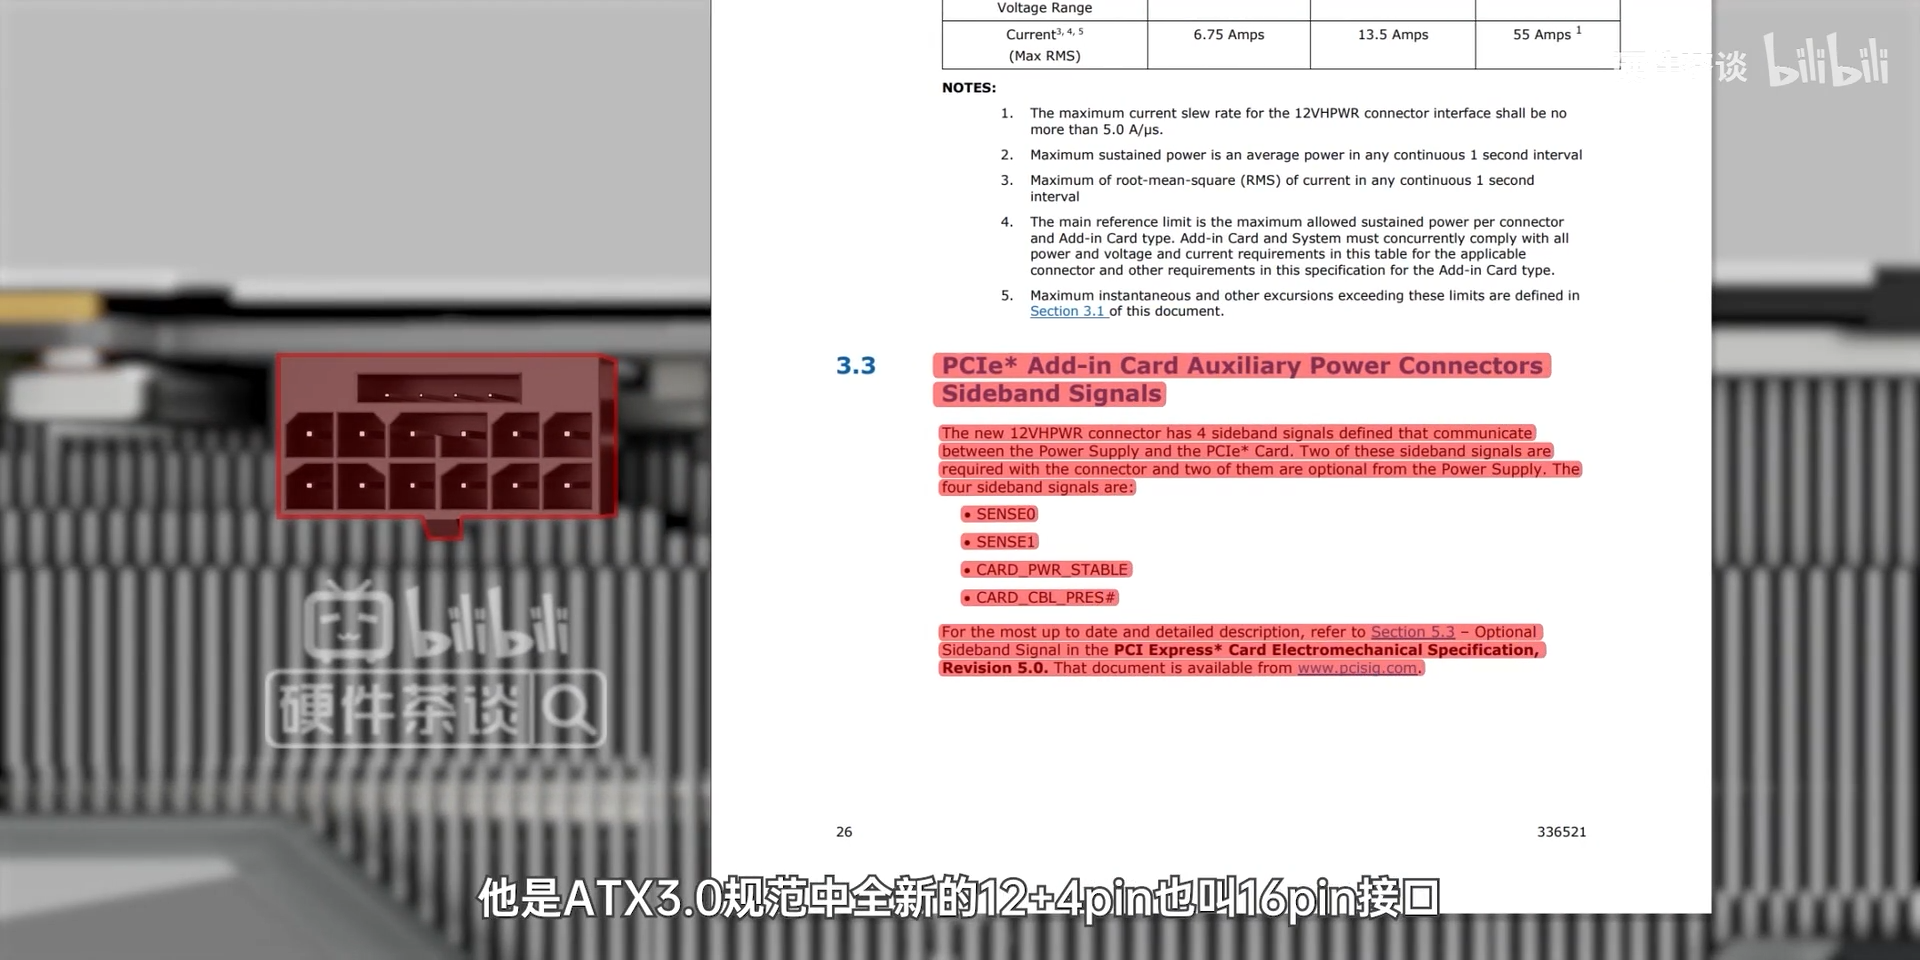 Voltage Range
Current3, 4, 5
(Max RMS)
6.75 Amps
13.5 Amps
55 Amps 1
谈 bilibili
NOTES:
1. The maximum current slew rate for the 12VHPWR connector interface shall be no
more than 5.0 A/µs.
2. Maximum sustained power is an average power in any continuous 1 second interval
3. Maximum of root-mean-square (RMS) of current in any continuous 1 second
interval
4. The main reference limit is the maximum allowed sustained power per connector
and Add-in Card type. Add-in Card and System must concurrently comply with all
power and voltage and current requirements in this table for the applicable
connector and other requirements in this specification for the Add-in Card type.
5. Maximum instantaneous and other excursions exceeding these limits are defined in
Section 3.1 of this document.
3.3 PCIe* Add-in Card Auxiliary Power Connectors
Sideband Signals
The new 12VHPWR connector has 4 sideband signals defined that communicate
between the Power Supply and the PCIe* Card. Two of these sideband signals are
required with the connector and two of them are optional from the Power Supply. The
four sideband signals are:
• SENSE0
• SENSE1
• CARD_PWR_STABLE
• CARD_CBL_PRES#
For the most up to date and detailed description, refer to Section 5.3 – Optional
Sideband Signal in the PCI Express* Card Electromechanical Specification,
Revision 5.0. That document is available from www.pcisig.com.
26
336521
bilibili
硬件茶谈
他是ATX3.0规范中全新的12+4pin也叫16pin接口